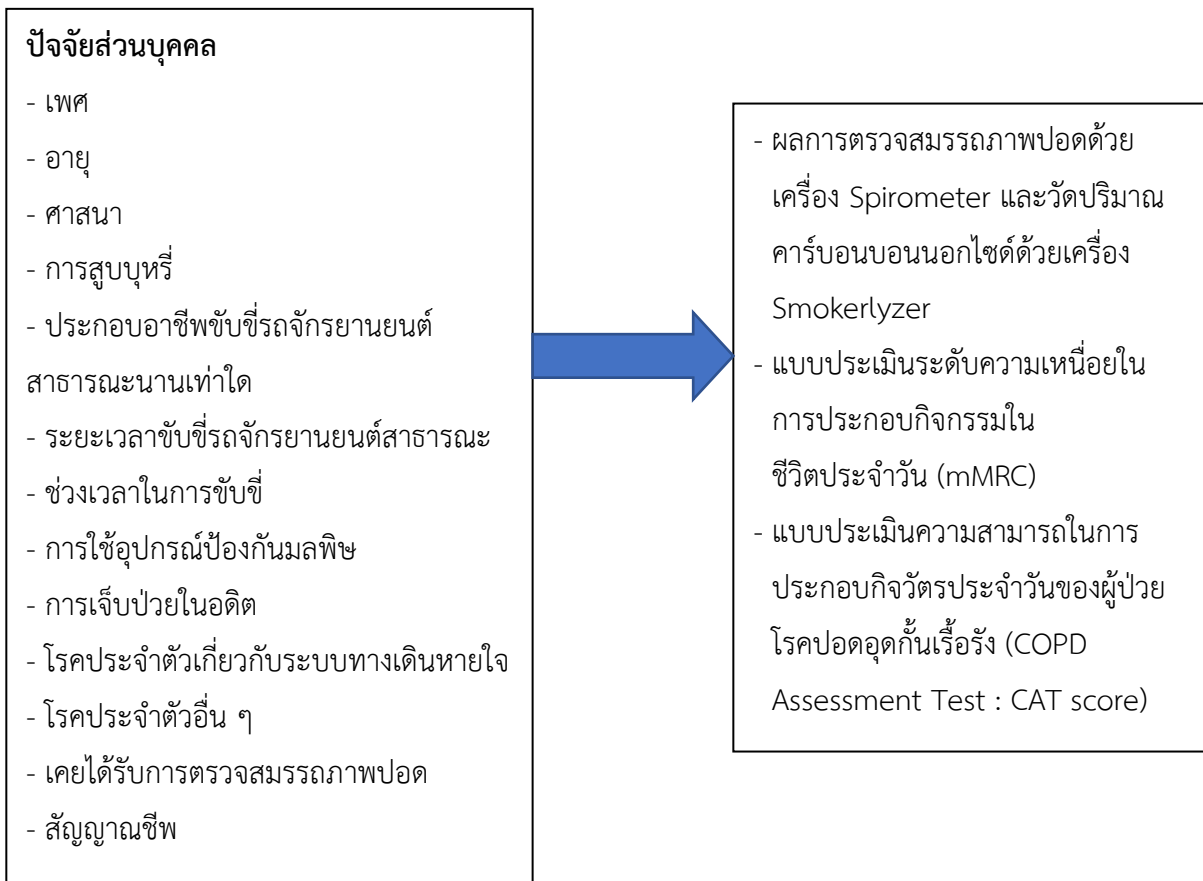 ปัจจัยส่วนบุคคล
- เพศ
- อายุ
- ศาสนา
- การสูบบุหรี่
- ประกอบอาชีพขับขี่รถจักรยานยนต์
สาธารณะนานเท่าใด
- ระยะเวลาขับขี่รถจักรยานยนต์สาธารณะ
- ช่วงเวลาในการขับขี่
- การใช้อุปกรณ์ป้องกันมลพิษ
- การเจ็บป่วยในอดีต
- โรคประจำตัวเกี่ยวกับระบบทางเดินหายใจ
- โรคประจำตัวอื่น ๆ
- เคยได้รับการตรวจสมรรถภาพปอด
- สัญญาณชีพ
- ผลการตรวจสมรรถภาพปอดด้วย
เครื่อง Spirometer และวัดปริมาณ
คาร์บอนบอนนอกไซด์ด้วยเครื่อง
Smokerlyzer
- แบบประเมินระดับความเหนื่อยใน
การประกอบกิจกรรมใน
ชีวิตประจำวัน (mMRC)
- แบบประเมินความสามารถในการ
ประกอบกิจวัตรประจำวันของผู้ป่วย
โรคปอดอุดกั้นเรื้อรัง (COPD
Assessment Test : CAT score)